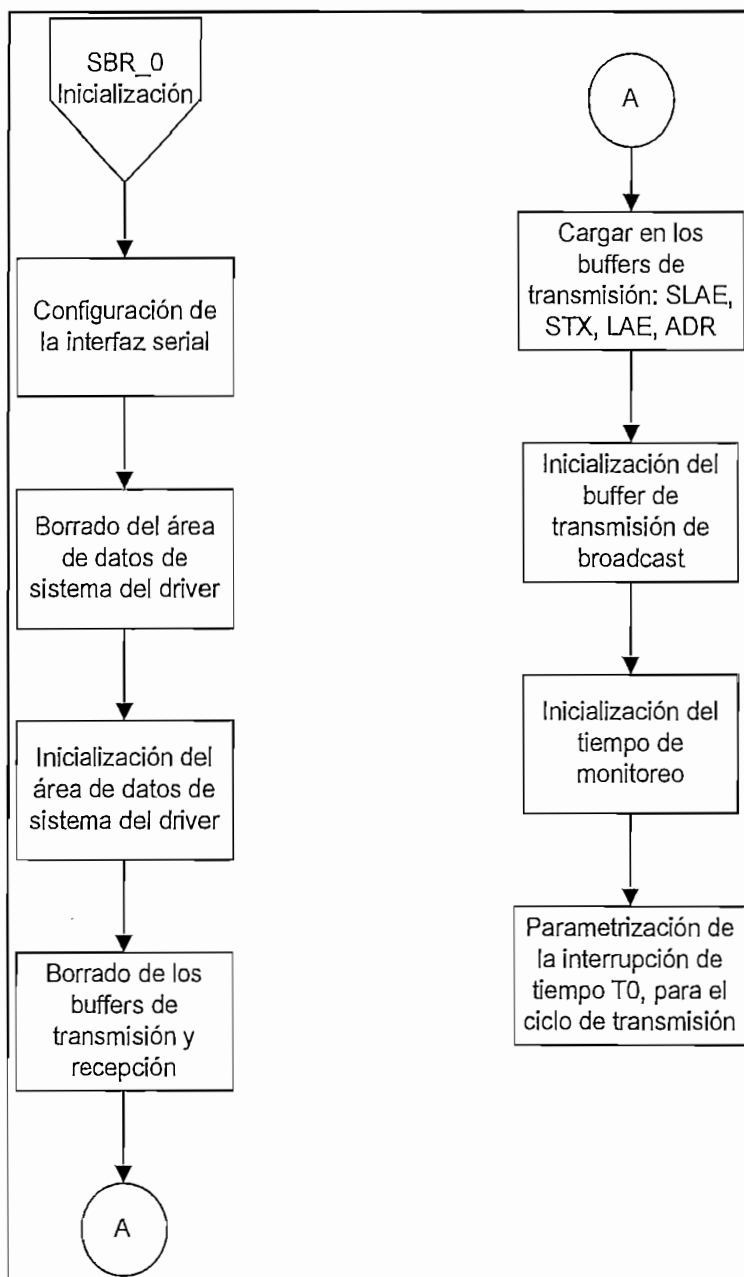 SBR_0
Inicialización
Configuración de
la interfaz serial
Borrado del área
de datos de
sistema del driver
Inicialización del
área de datos de
sistema del driver
Borrado de los
buffers de
transmisión y
recepción
A
A
Cargar en los
buffers de
transmisión: SLAE,
STX, LAE, ADR
Inicialización del
buffer de
transmisión de
broadcast
Inicialización del
tiempo de
monitoreo
Parametrización de
la interrupción de
tiempo T0, para el
ciclo de transmisión